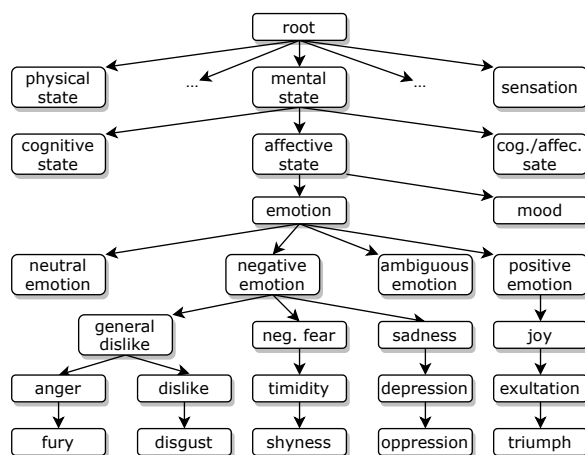 root
physical
state
...
mental
state
...
sensation
cognitive
state
affective
state
cog./affec.
sate
emotion
mood
neutral
emotion
negative
emotion
ambiguous
emotion
positive
emotion
general
dislike
neg. fear
sadness
joy
anger
dislike
timidity
depression
exultation
fury
disgust
shyness
oppression
triumph